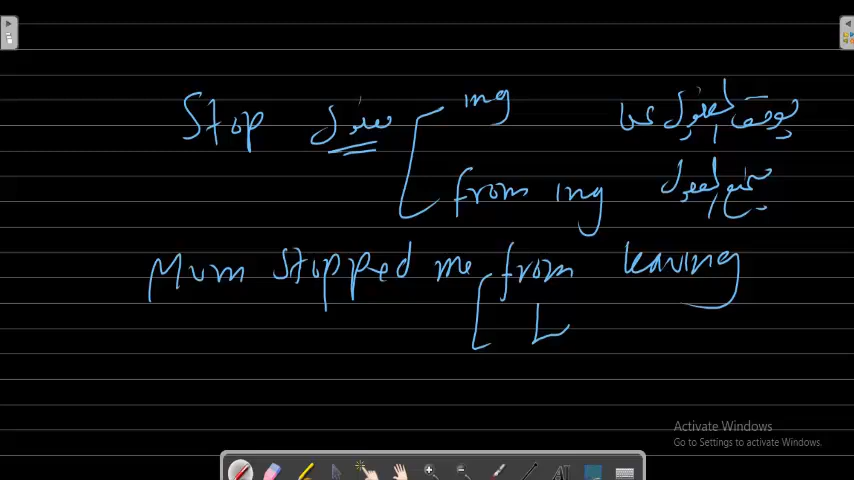 Stop مفعول ing يوقف المفعول عن
from ing يمنع المفعول
Mum stopped me from leaving
L
Activate Windows
Go to Settings to activate Windows.